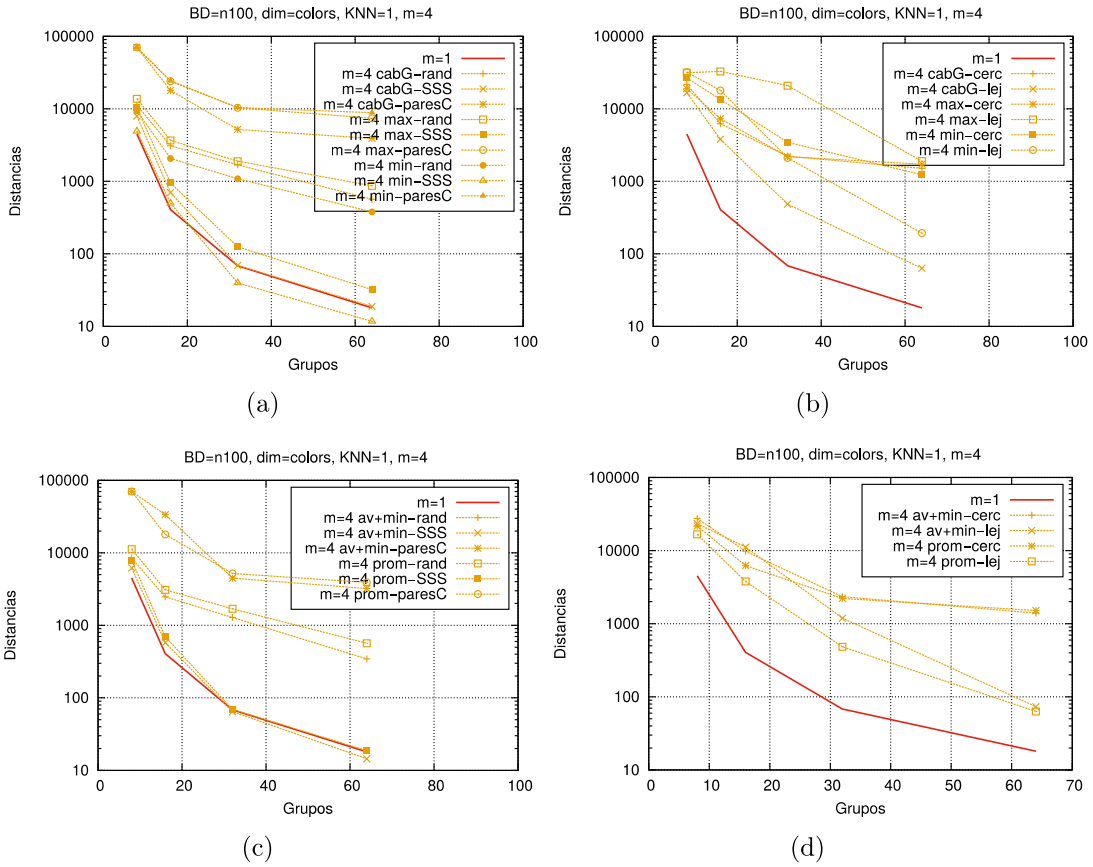 BD=n100, dim=colors, KNN=1, m=4
100000
10000
1000
100
10
0
20
40
60
80
100
Distancias
Grupos
m=1
m=4 cabG-rand
m=4 cabG-SSS
m=4 cabG-paresC
m=4 max-rand
m=4 max-SSS
m=4 max-paresC
m=4 min-rand
m=4 min-SSS
m=4 min-paresC
(a)
BD=n100, dim=colors, KNN=1, m=4
100000
10000
1000
100
10
0
20
40
60
80
100
Distancias
Grupos
m=1
m=4 cabG-cerc
m=4 cabG-lej
m=4 max-cerc
m=4 max-lej
m=4 min-cerc
m=4 min-lej
(b)
BD=n100, dim=colors, KNN=1, m=4
100000
10000
1000
100
10
0
20
40
60
80
100
Distancias
Grupos
m=1
m=4 av+min-rand
m=4 av+min-SSS
m=4 av+min-paresC
m=4 prom-rand
m=4 prom-SSS
m=4 prom-paresC
(c)
BD=n100, dim=colors, KNN=1, m=4
100000
10000
1000
100
10
0
10
20
30
40
50
60
70
Distancias
Grupos
m=1
m=4 av+min-cerc
m=4 av+min-lej
m=4 prom-cerc
m=4 prom-lej
(d)